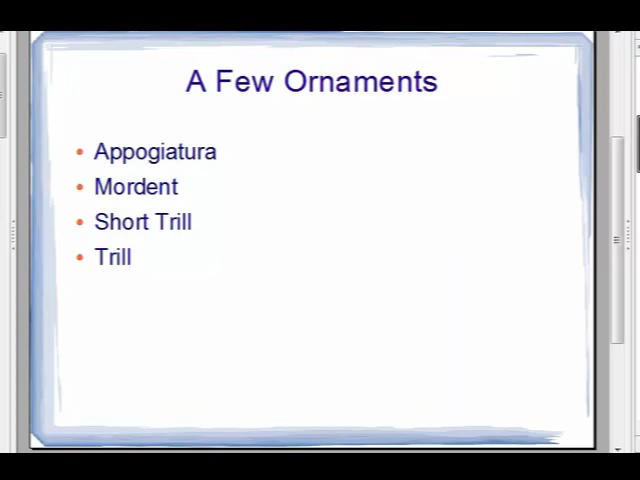 A Few Ornaments
• Appogiatura
• Mordent
• Short Trill
• Trill